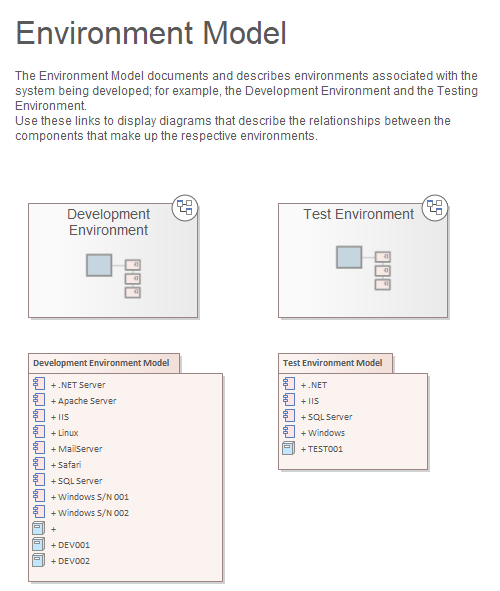 Environment Model
The Environment Model documents and describes environments associated with the
system being developed; for example, the Development Environment and the Testing
Environment.
Use these links to display diagrams that describe the relationships between the
components that make up the respective environments.
Development
Environment
Test Environment
Development Environment Model
+ .NET Server
+ Apache Server
+ IIS
+ Linux
+ MailServer
+ Safari
+ SQL Server
+ Windows S/N 001
+ Windows S/N 002
+
+ DEV001
+ DEV002
Test Environment Model
+ .NET
+ IIS
+ SQL Server
+ Windows
+ TEST001